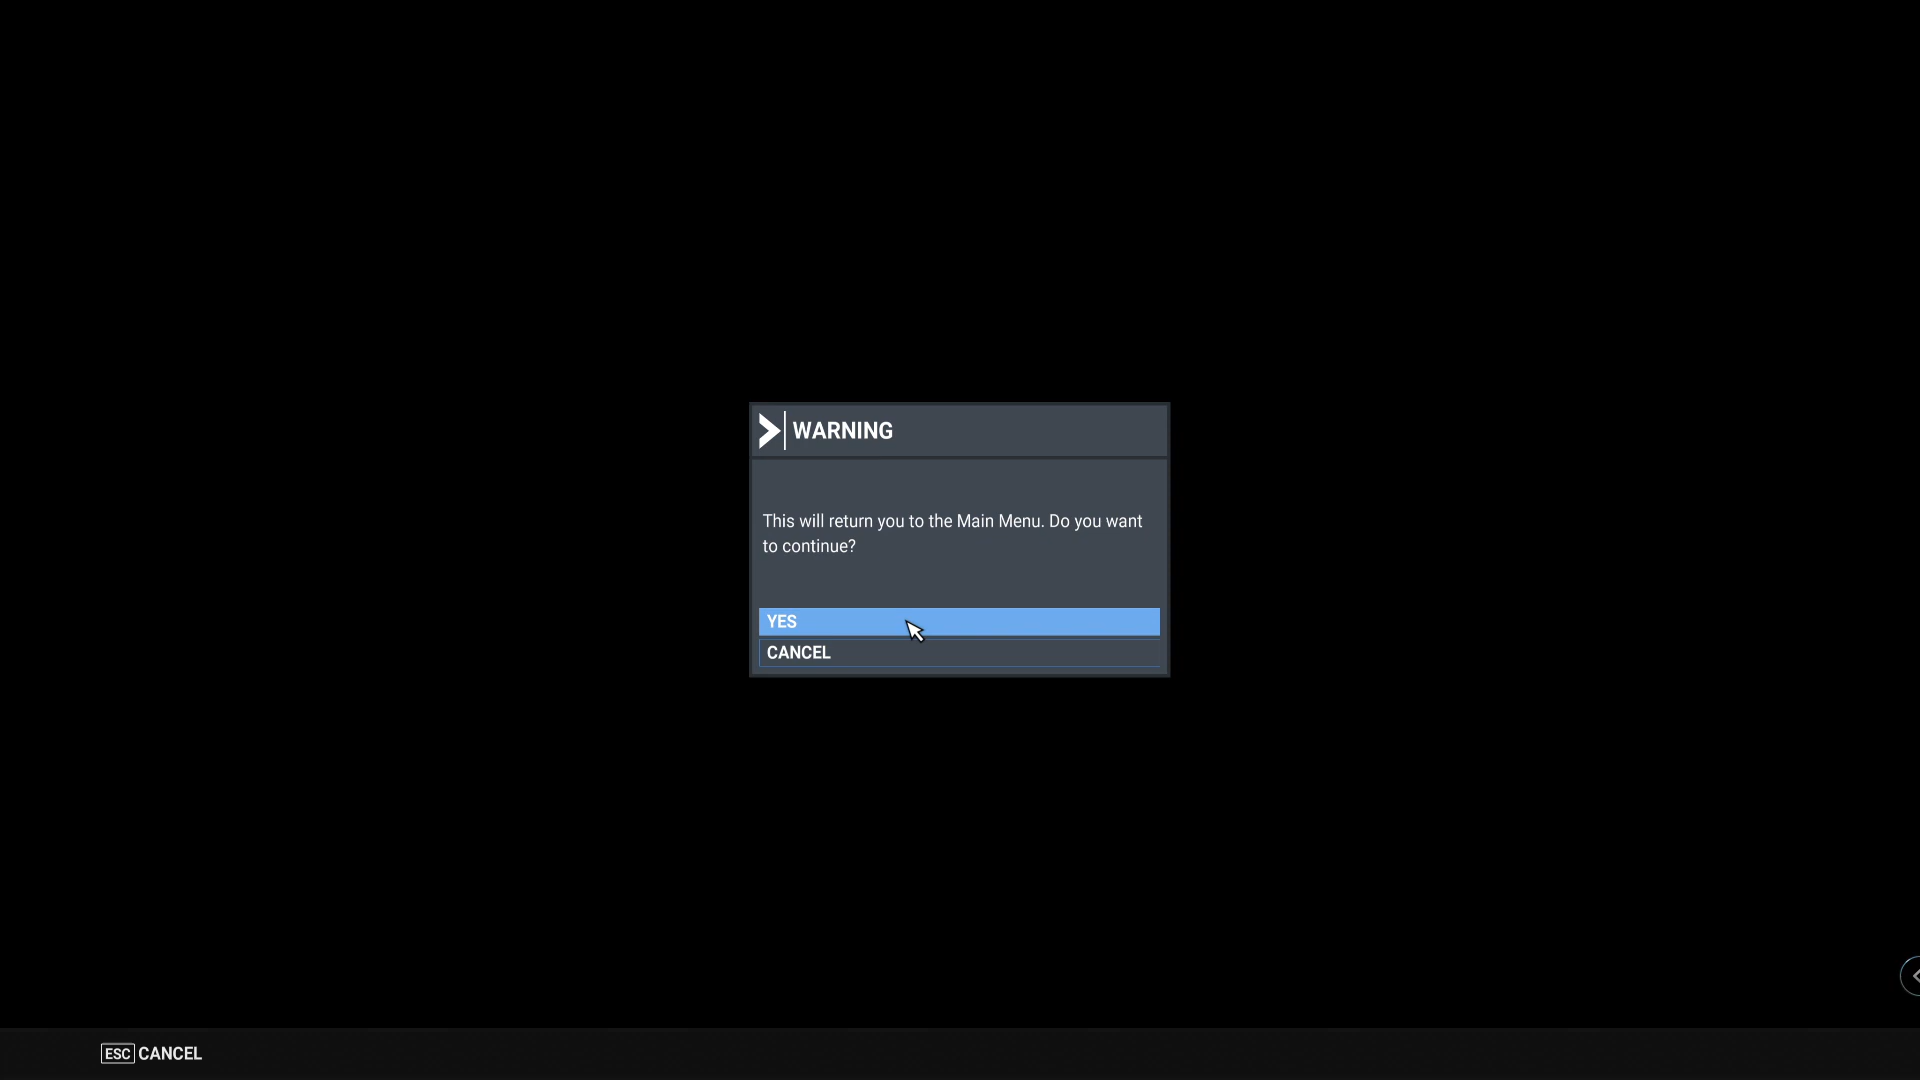 WARNING
This will return you to the Main Menu. Do you want
to continue?
YES
CANCEL
ESC CANCEL